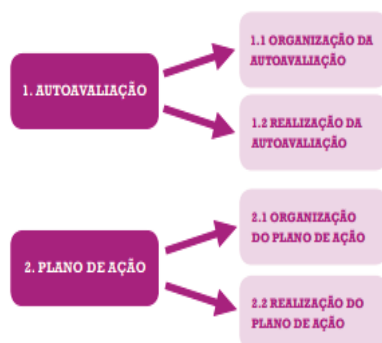 1.1 ORGANIZAÇÃO DA
AUTOAVALIAÇÃO
1. AUTOAVALIAÇÃO
1.2 REALIZAÇÃO DA
AUTOAVALIAÇÃO
2.1 ORGANIZAÇÃO
DO PLANO DE AÇÃO
2. PLANO DE AÇÃO
2.2 REALIZAÇÃO DO
PLANO DE AÇÃO